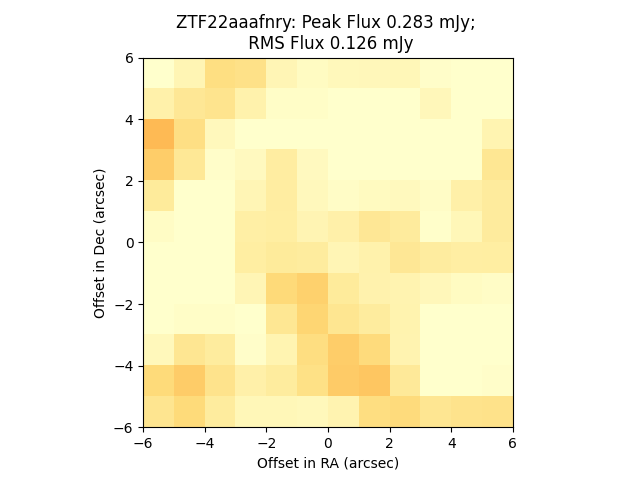 ZTF22aaafnry: Peak Flux 0.283 mJy;
RMS Flux 0.126 mJy
6
4
2
0
−2
−4
−6
Offset in Dec (arcsec)
−6 −4 −2 0 2 4 6
Offset in RA (arcsec)